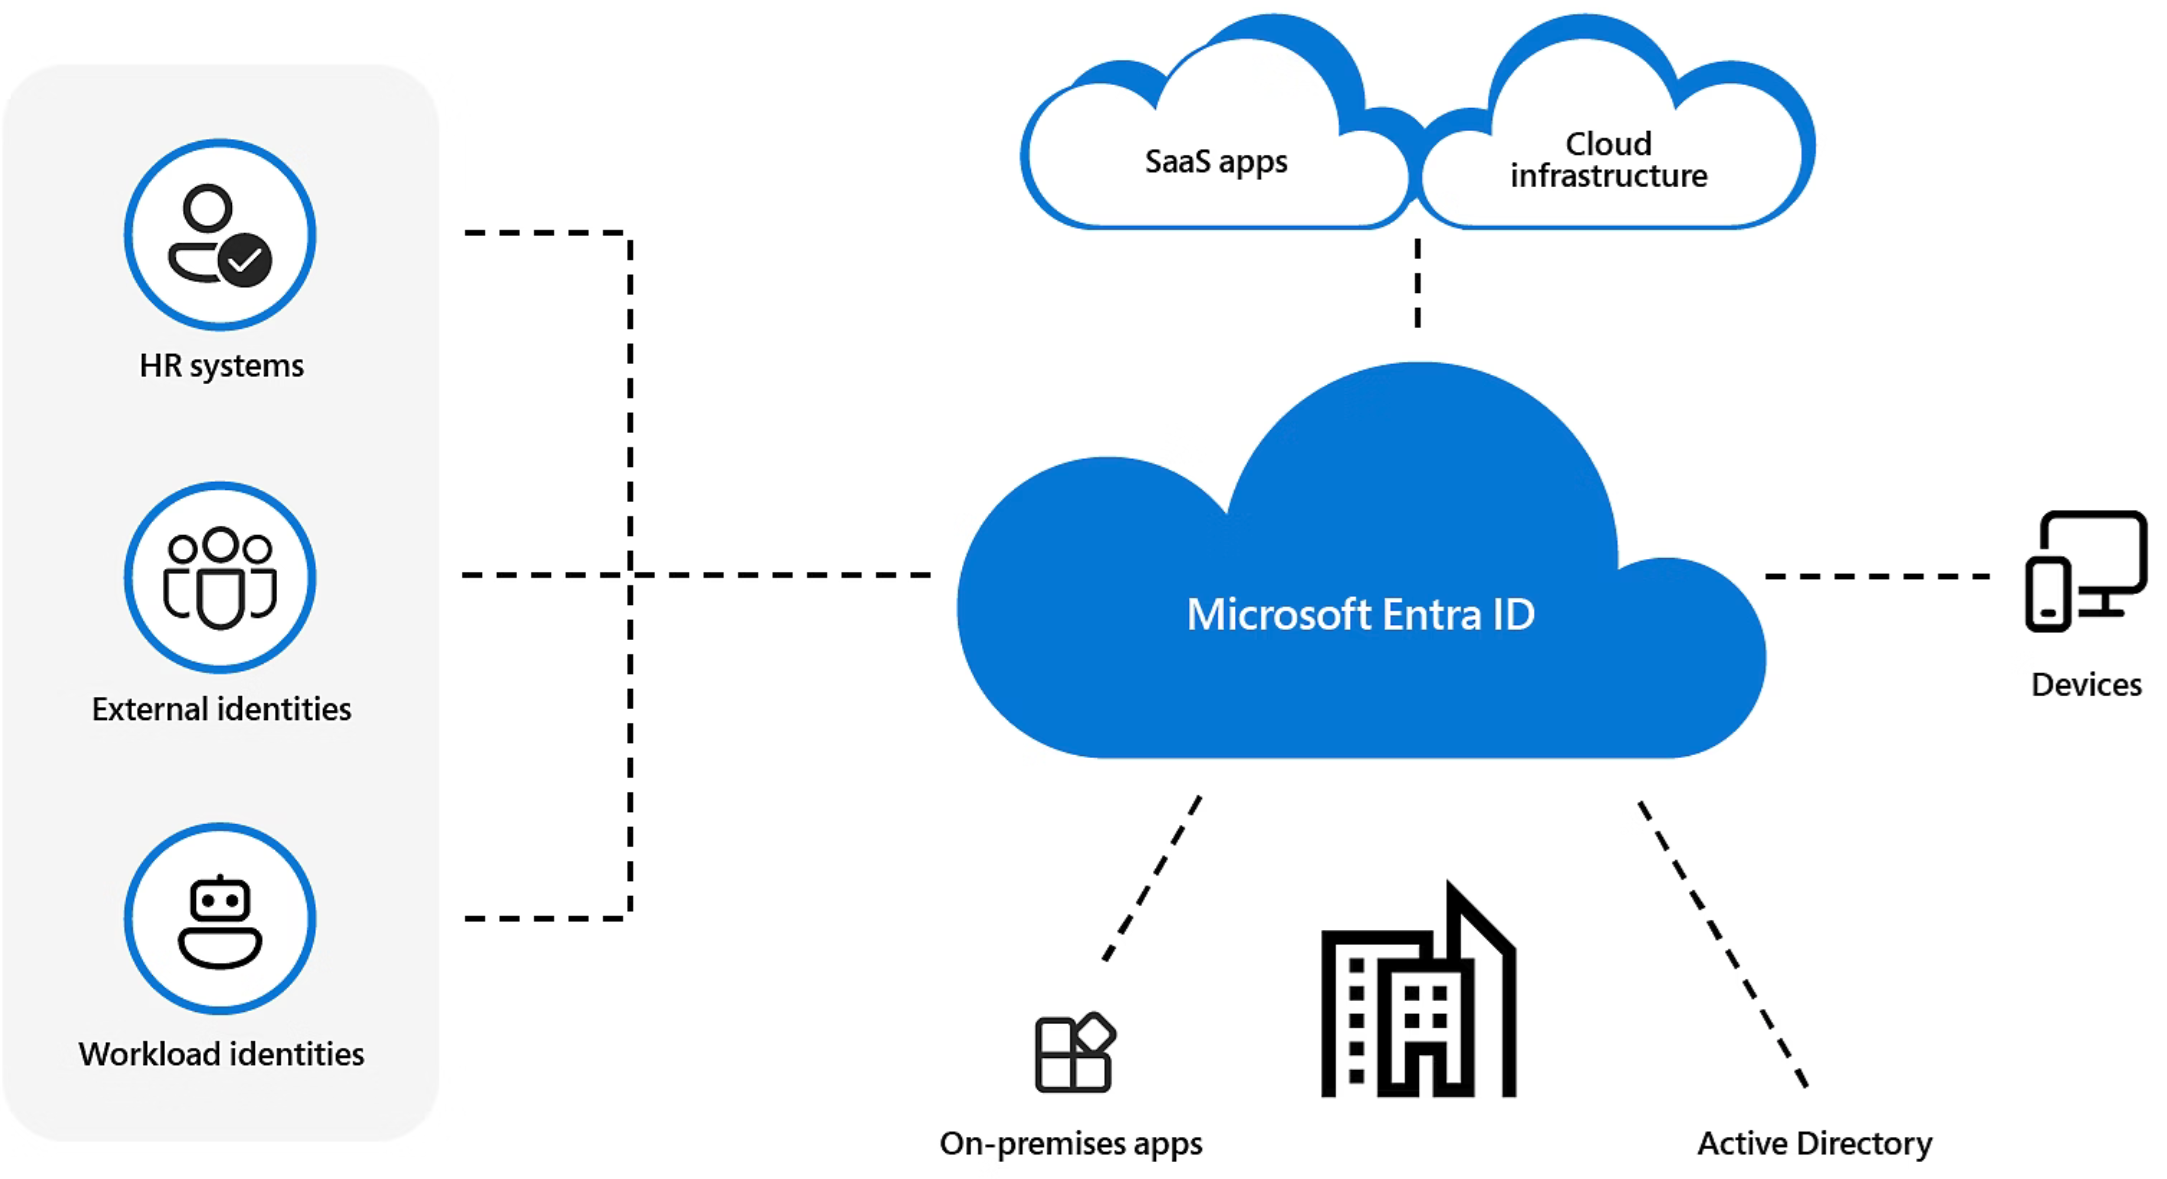 SaaS apps
Cloud
infrastructure
HR systems
External identities
Workload identities
Microsoft Entra ID
Devices
On-premises apps
Active Directory